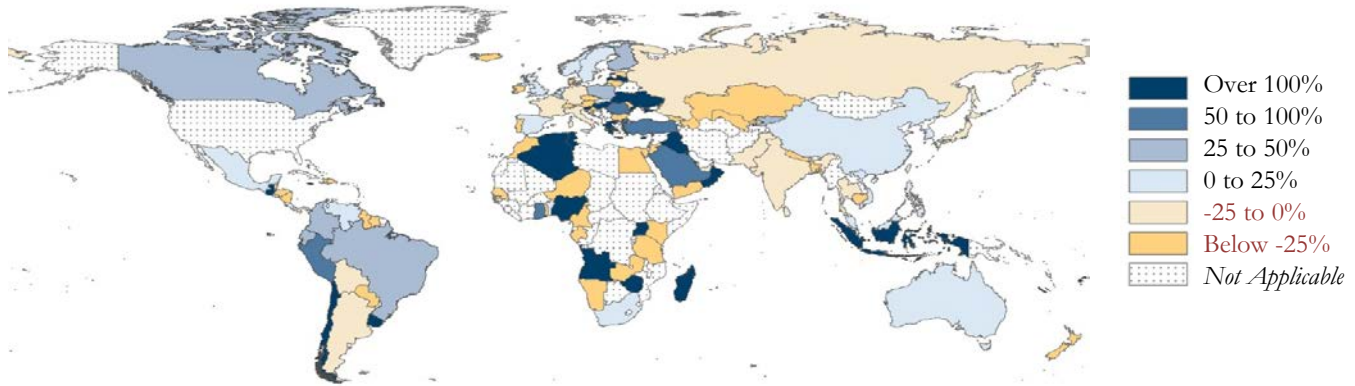 Over 100%
50 to 100%
25 to 50%
0 to 25%
-25 to 0%
Below -25%
Not Applicable